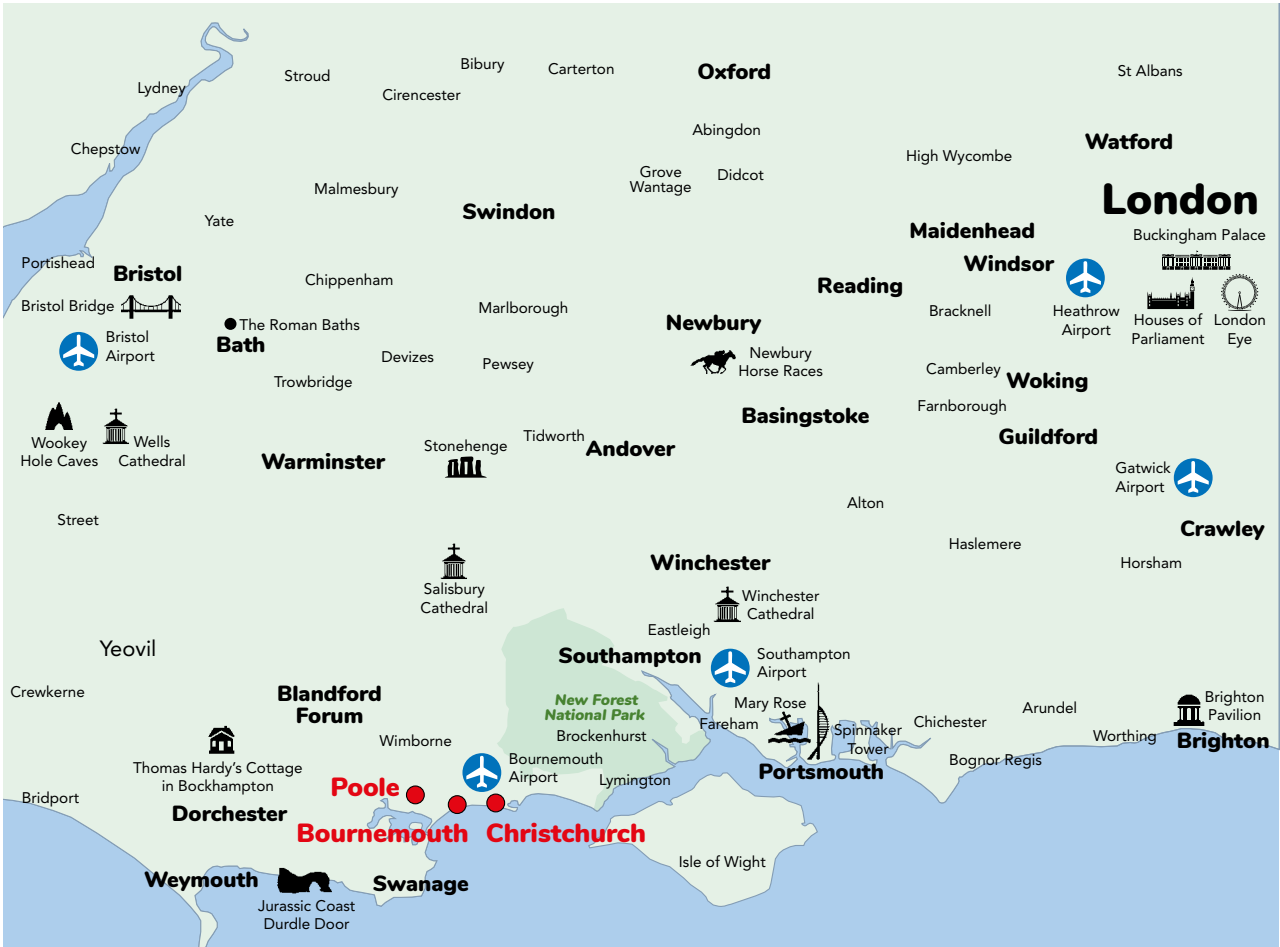 Bibury
Carterton
Oxford
St Albans
Stroud
Cirencester
Lydney
Abingdon
Watford
Chepstow
High Wycombe
Grove
Wantage
Didcot
Malmesbury
London
Swindon
Yate
Maidenhead
Buckingham Palace
Portishead
Bristol
Windsor
Chippenham
Reading
Bristol Bridge
Marlborough
Bracknell
Heathrow
Airport
Houses of
Parliament
London
Eye
The Roman Baths
Newbury
Bristol
Airport
Bath
Devizes
Pewsey
Newbury
Horse Races
Camberley
Woking
Trowbridge
Farnborough
Basingstoke
Wookey
Hole Caves
Wells
Cathedral
Stonehenge
Tidworth
Andover
Guildford
Warminster
Gatwick
Airport
Alton
Street
Crawley
Haslemere
Horsham
Winchester
Salisbury
Cathedral
Winchester
Cathedral
Eastleigh
Yeovil
Southampton
Southampton
Airport
Crewkerne
Blandford
Forum
New Forest
National Park
Mary Rose
Brighton
Pavilion
Arundel
Fareham
Chichester
Spinnaker
Tower
Brockenhurst
Wimborne
Worthing
Brighton
Bournemouth
Airport
Bognor Regis
Thomas Hardy's Cottage
in Bockhampton
Portsmouth
Lymington
Poole
Bridport
Dorchester
Bournemouth
Christchurch
Isle of Wight
Weymouth
Swanage
Jurassic Coast
Durdle Door